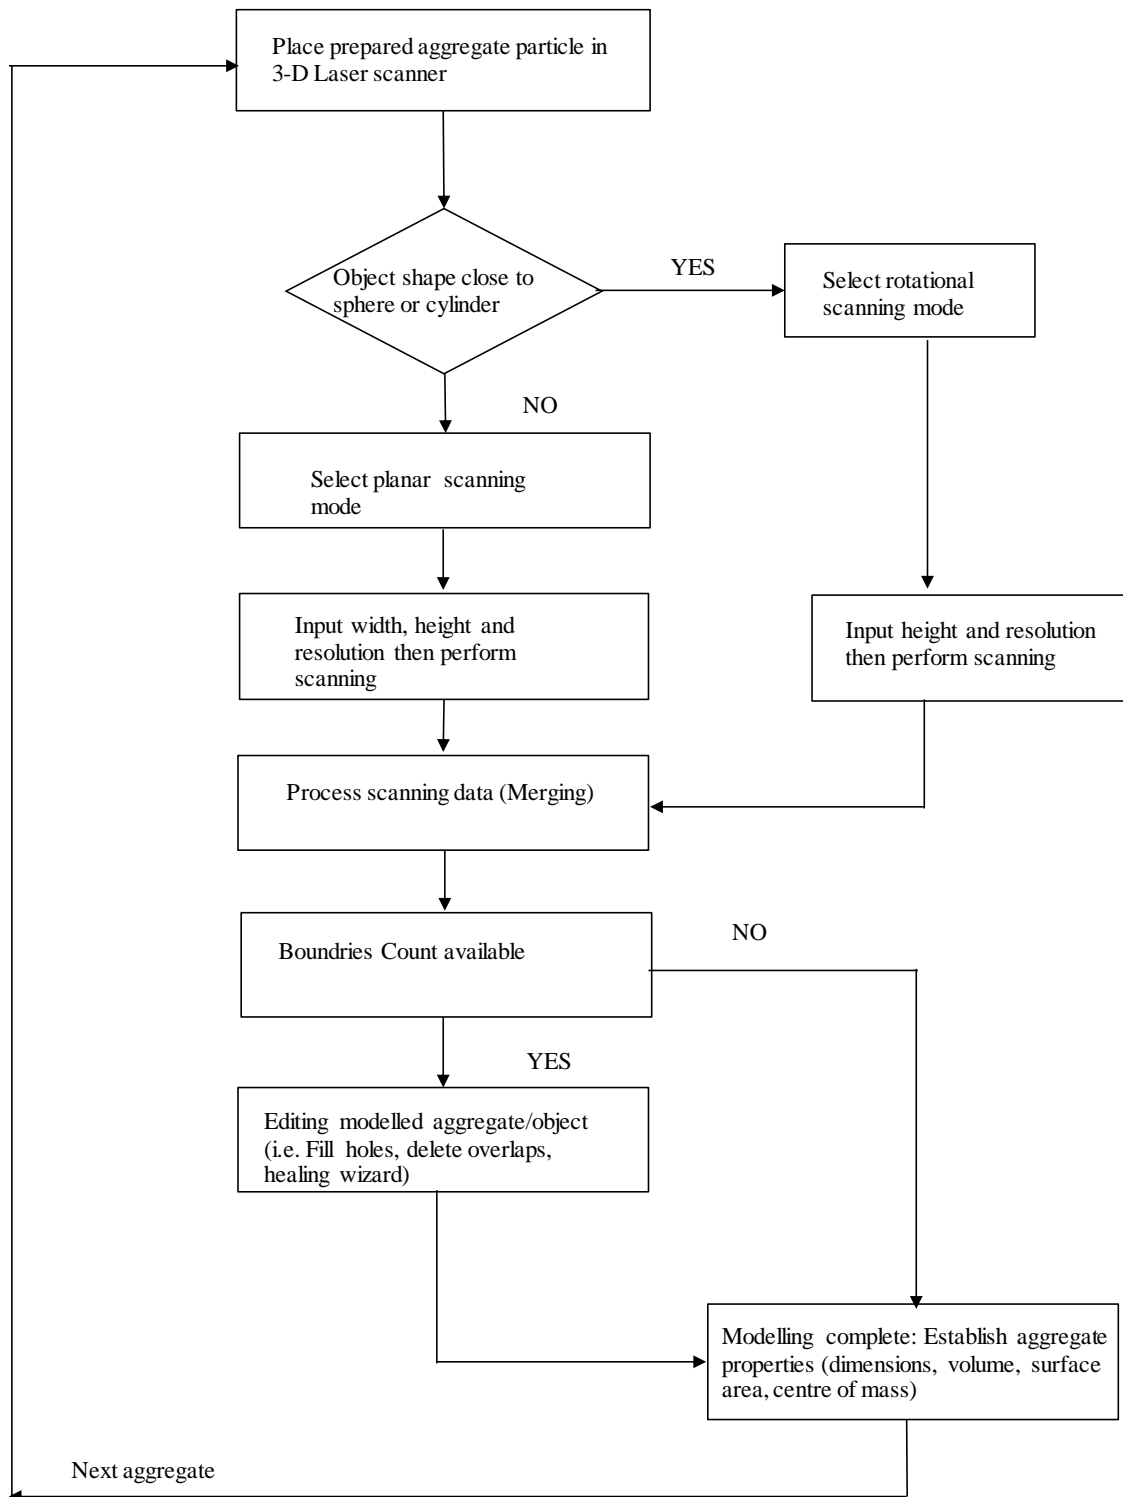 Place prepared aggregate particle in
3-D Laser scanner
Object shape close to
sphere or cylinder
YES
Select rotational
scanning mode
NO
Select planar scanning
mode
Input width, height and
resolution then perform
scanning
Input height and resolution
then perform scanning
Process scanning data (Merging)
Boundries Count available
NO
YES
Editing modelled aggregate/object
(i.e. Fill holes, delete overlaps,
healing wizard)
Modelling complete: Establish aggregate
properties (dimensions, volume, surface
area, centre of mass)
Next aggregate